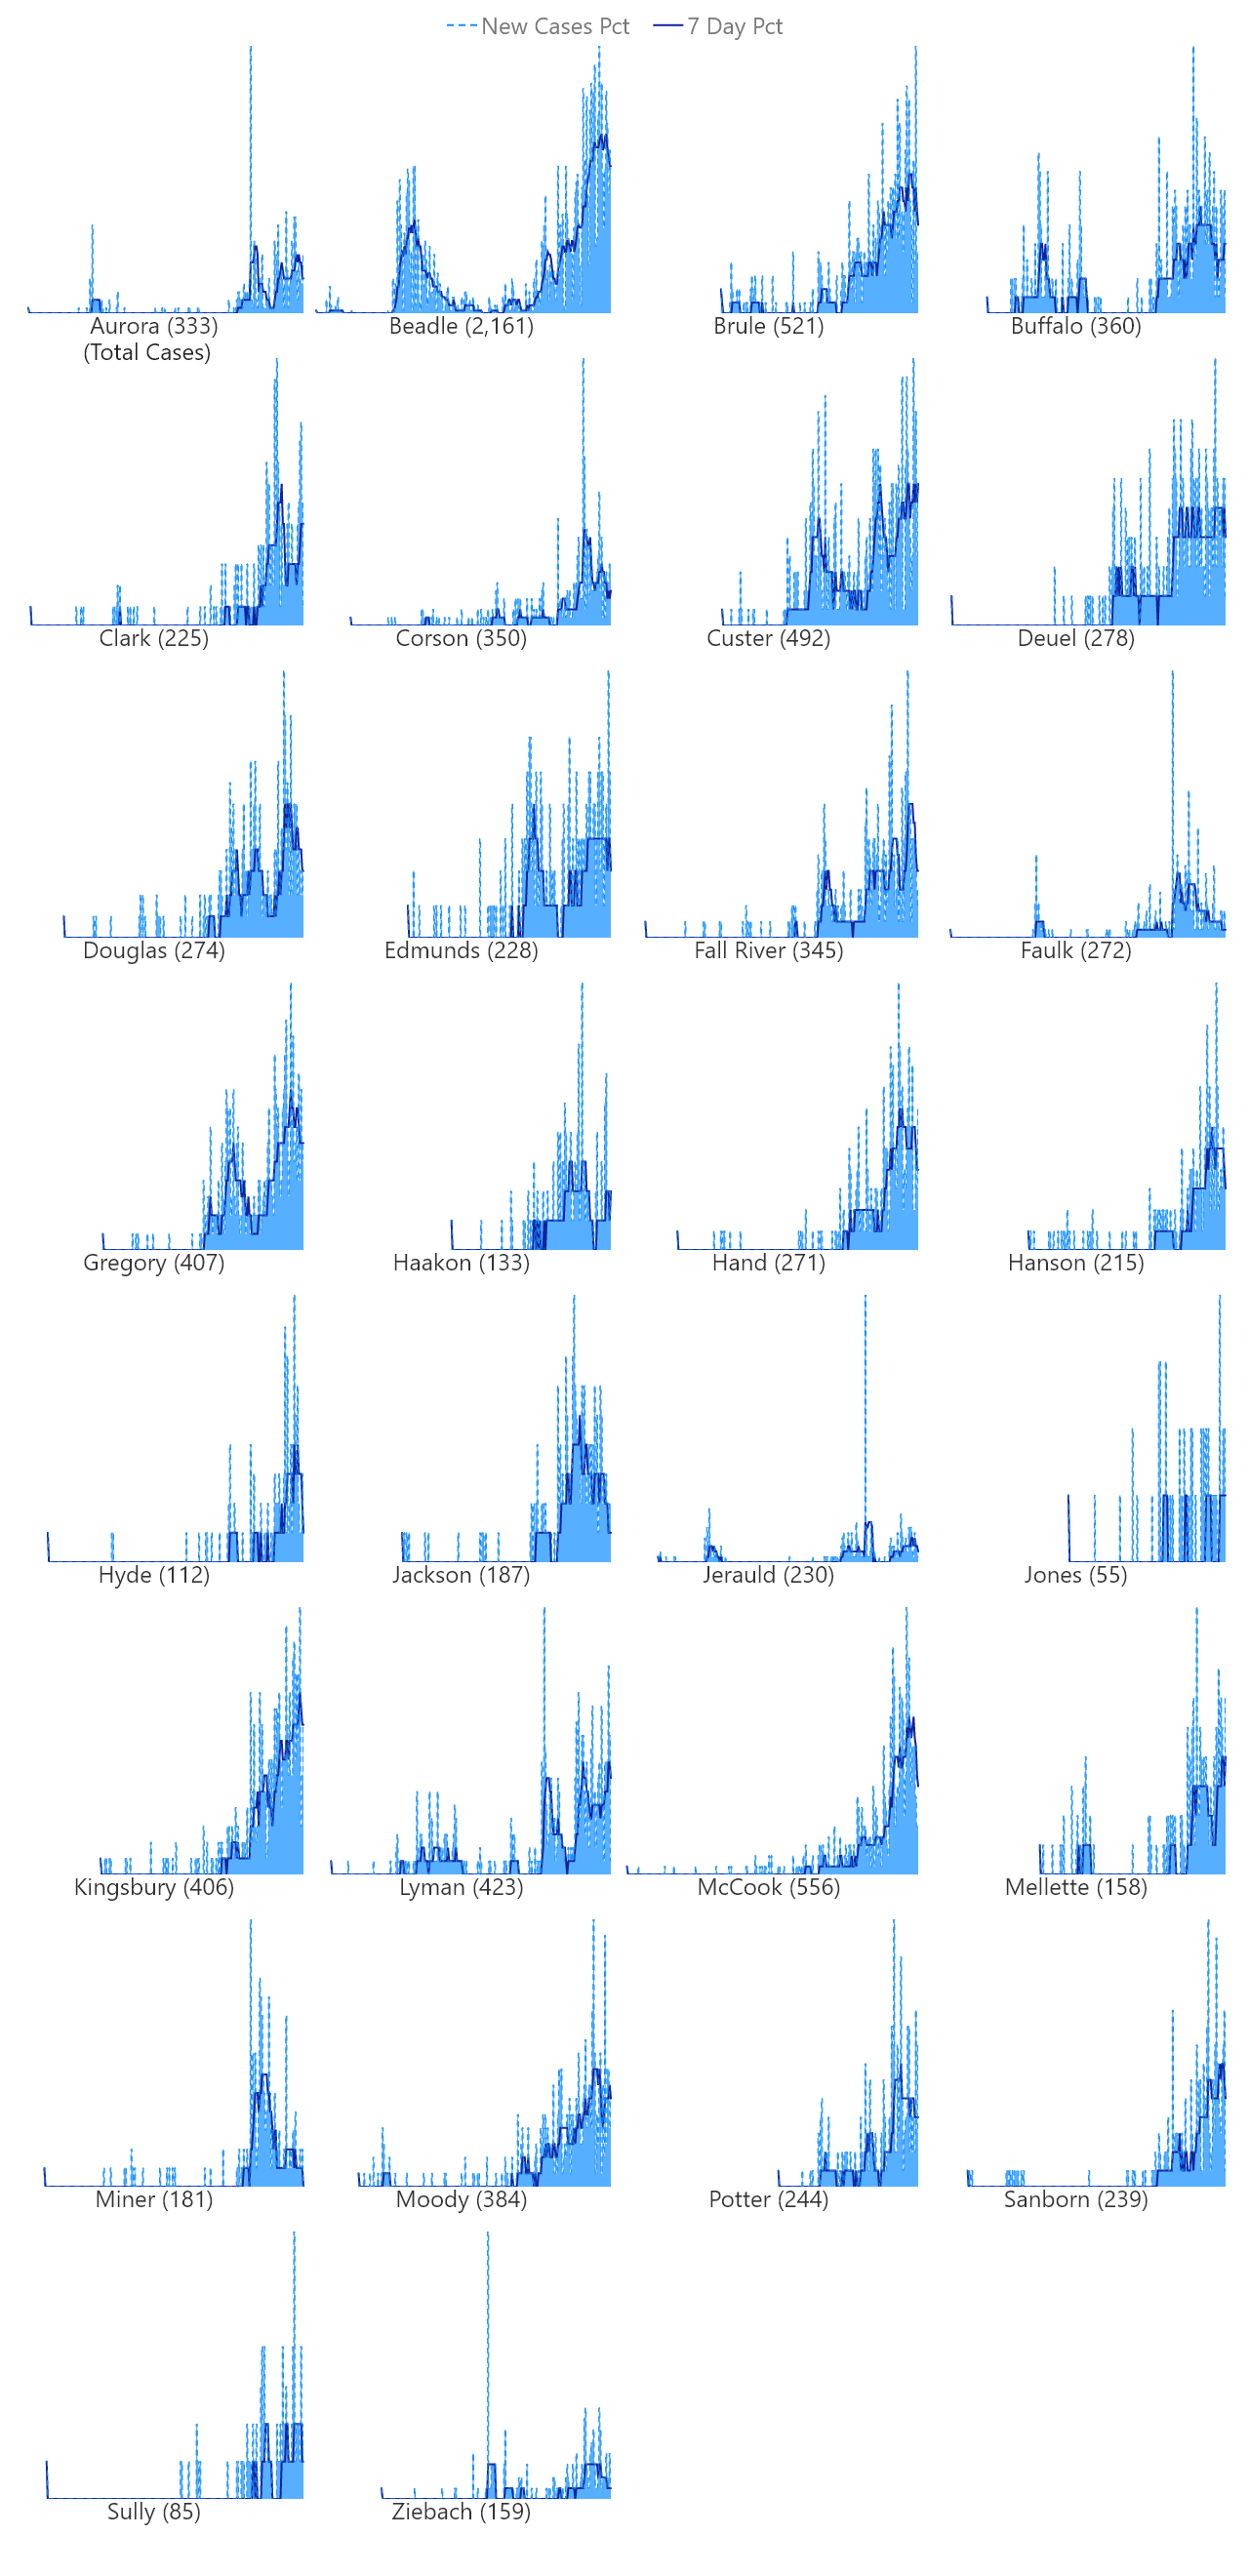 New Cases Pct 7 Day Pct
Aurora (333) Beadle (2,161) Brule (521) Buffalo (360)
(Total Cases)
Clark (225) Corson (350) Custer (492) Deuel (278)
Douglas (274) Edmunds (228) Fall River (345) Faulk (272)
Gregory (407) Haakon (133) Hand (271) Hanson (215)
Hyde (112) Jackson (187) Jerauld (230) Jones (55)
Kingsbury (406) Lyman (423) McCook (556) Mellette (158)
Miner (181) Moody (384) Potter (244) Sanborn (239)
Sully (85) Ziebach (159)